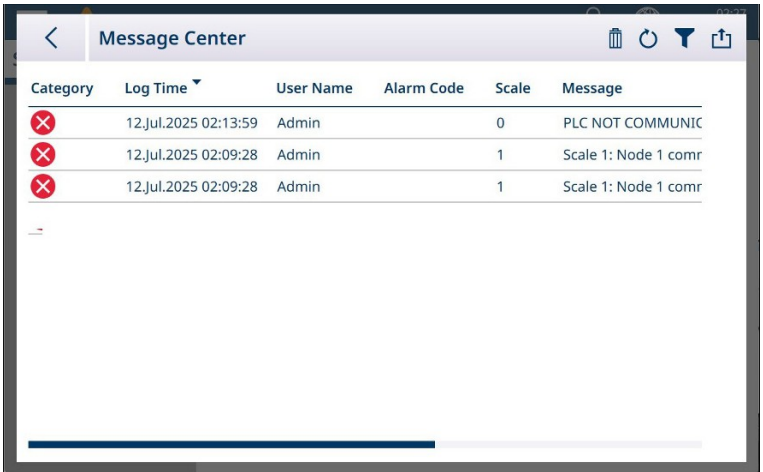 Message Center
Category Log Time User Name Alarm Code Scale Message
12.Jul.2025 02:13:59 Admin 0 PLC NOT COMMUNIC
12.Jul.2025 02:09:28 Admin 1 Scale 1: Node 1 comr
12.Jul.2025 02:09:28 Admin 1 Scale 1: Node 1 comr